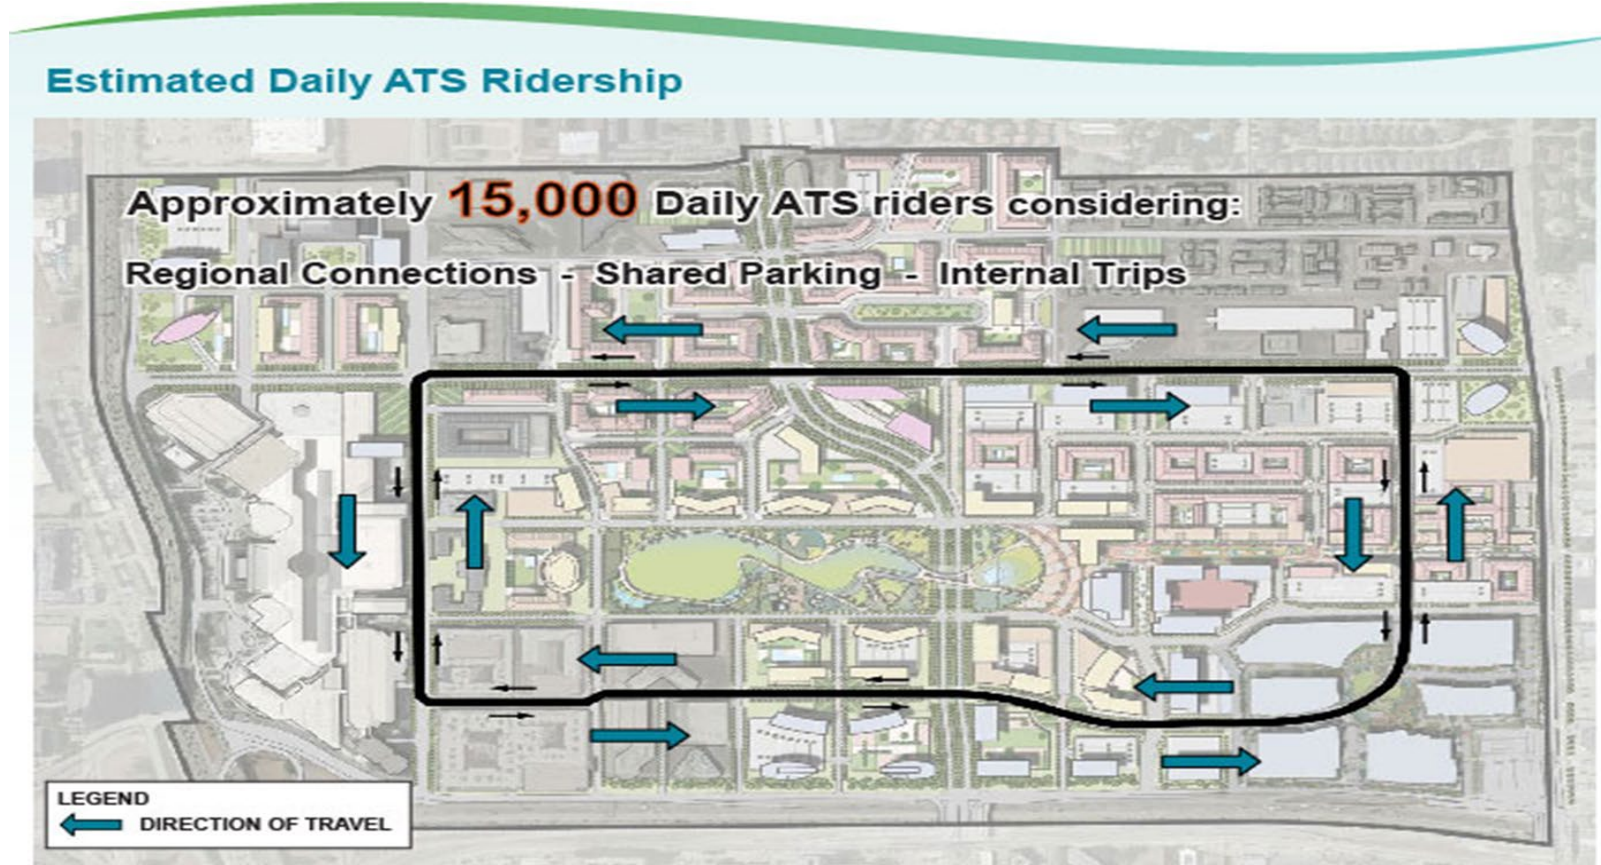 Estimated Daily ATS Ridership
Approximately 15,000 Daily ATS riders considering:
Regional Connections - Shared Parking - Internal Trips
LEGEND
DIRECTION OF TRAVEL